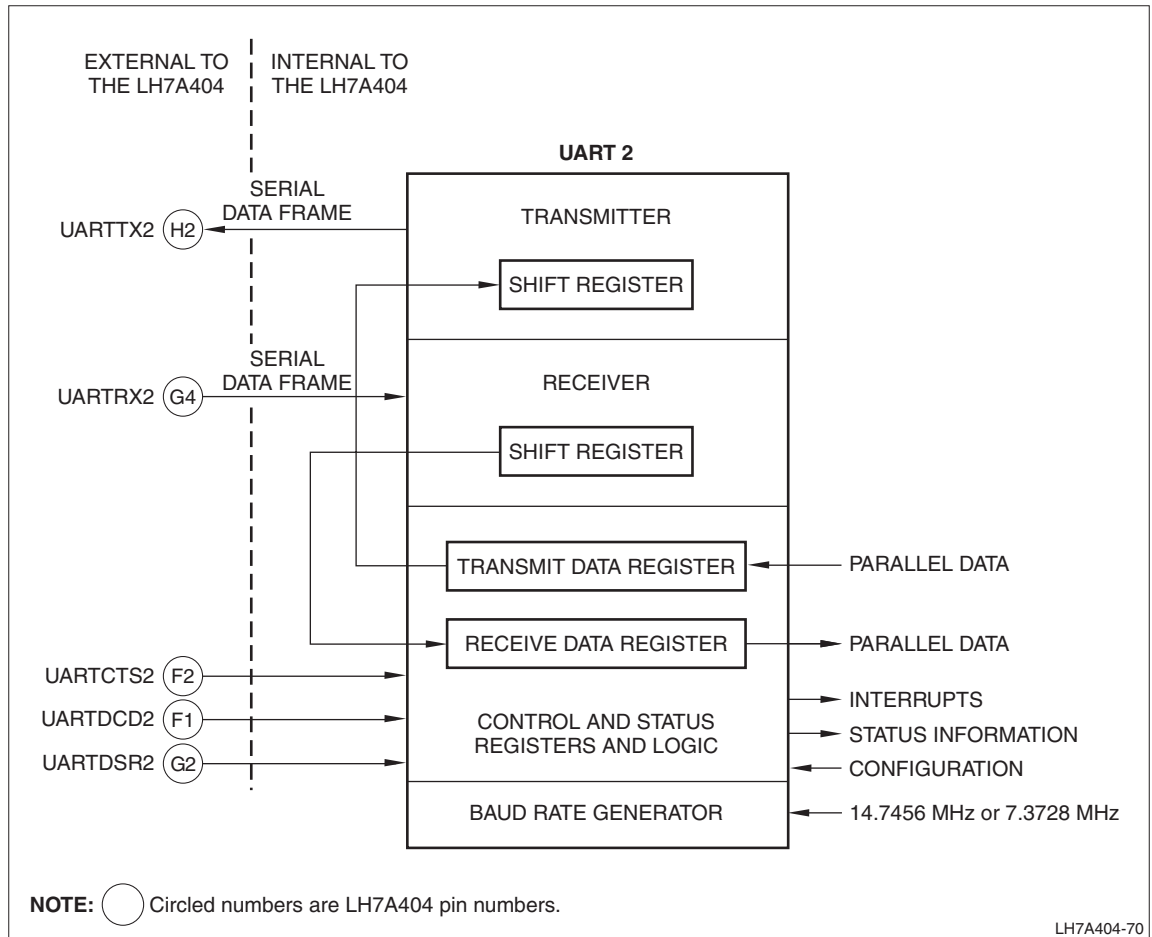 EXTERNAL TO
THE LH7A404
INTERNAL TO
THE LH7A404
UART 2
SERIAL
DATA FRAME
UARTTX2
H2
TRANSMITTER
SHIFT REGISTER
SERIAL
DATA FRAME
UARTRX2
G4
RECEIVER
SHIFT REGISTER
TRANSMIT DATA REGISTER
PARALLEL DATA
RECEIVE DATA REGISTER
PARALLEL DATA
UARTCTS2
F2
UARTDCD2
F1
UARTDSR2
G2
CONTROL AND STATUS
REGISTERS AND LOGIC
INTERRUPTS
STATUS INFORMATION
CONFIGURATION
BAUD RATE GENERATOR
14.7456 MHz or 7.3728 MHz
NOTE: Circled numbers are LH7A404 pin numbers.
LH7A404-70